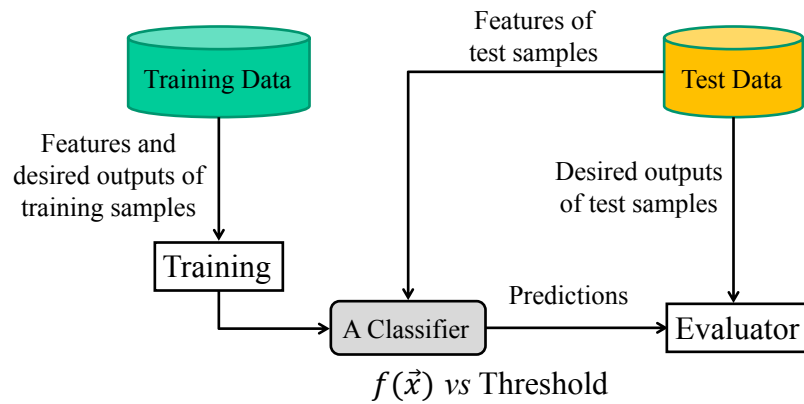 Features of
test samples
Training Data
Test Data
Features and
desired outputs of
training samples
Desired outputs
of test samples
Training
Predictions
A Classifier
Evaluator
f(x⃗) vs Threshold